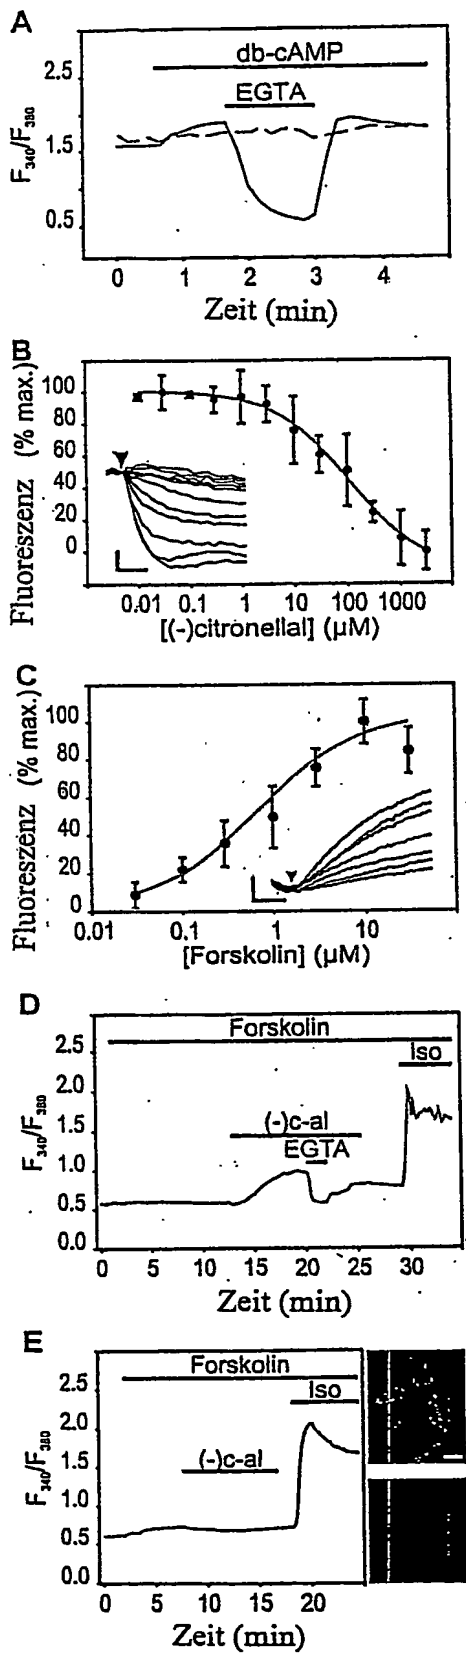 A
db-cAMP
EGTA
F340/F380
2.5
1.5
0.5
0 1 2 3 4
Zeit (min)
B
Fluoreszenz (% max.)
100
80
60
40
20
0
0.01 0.1 1 10 100 1000
[(-)citronellal] (µM)
C
Fluoreszenz (% max.)
100
80
60
40
20
0
0.01 0.1 1 10
[Forskolin] (µM)
D
Forskolin
Iso
(-)c-al
EGTA
F340/F380
2.5
2.0
1.5
1.0
0.5
0.0
0 5 10 15 20 25 30
Zeit (min)
E
Forskolin
Iso
(-)c-al
F340/F380
2.5
2.0
1.5
1.0
0.5
0.0
0 5 10 15 20
Zeit (min)